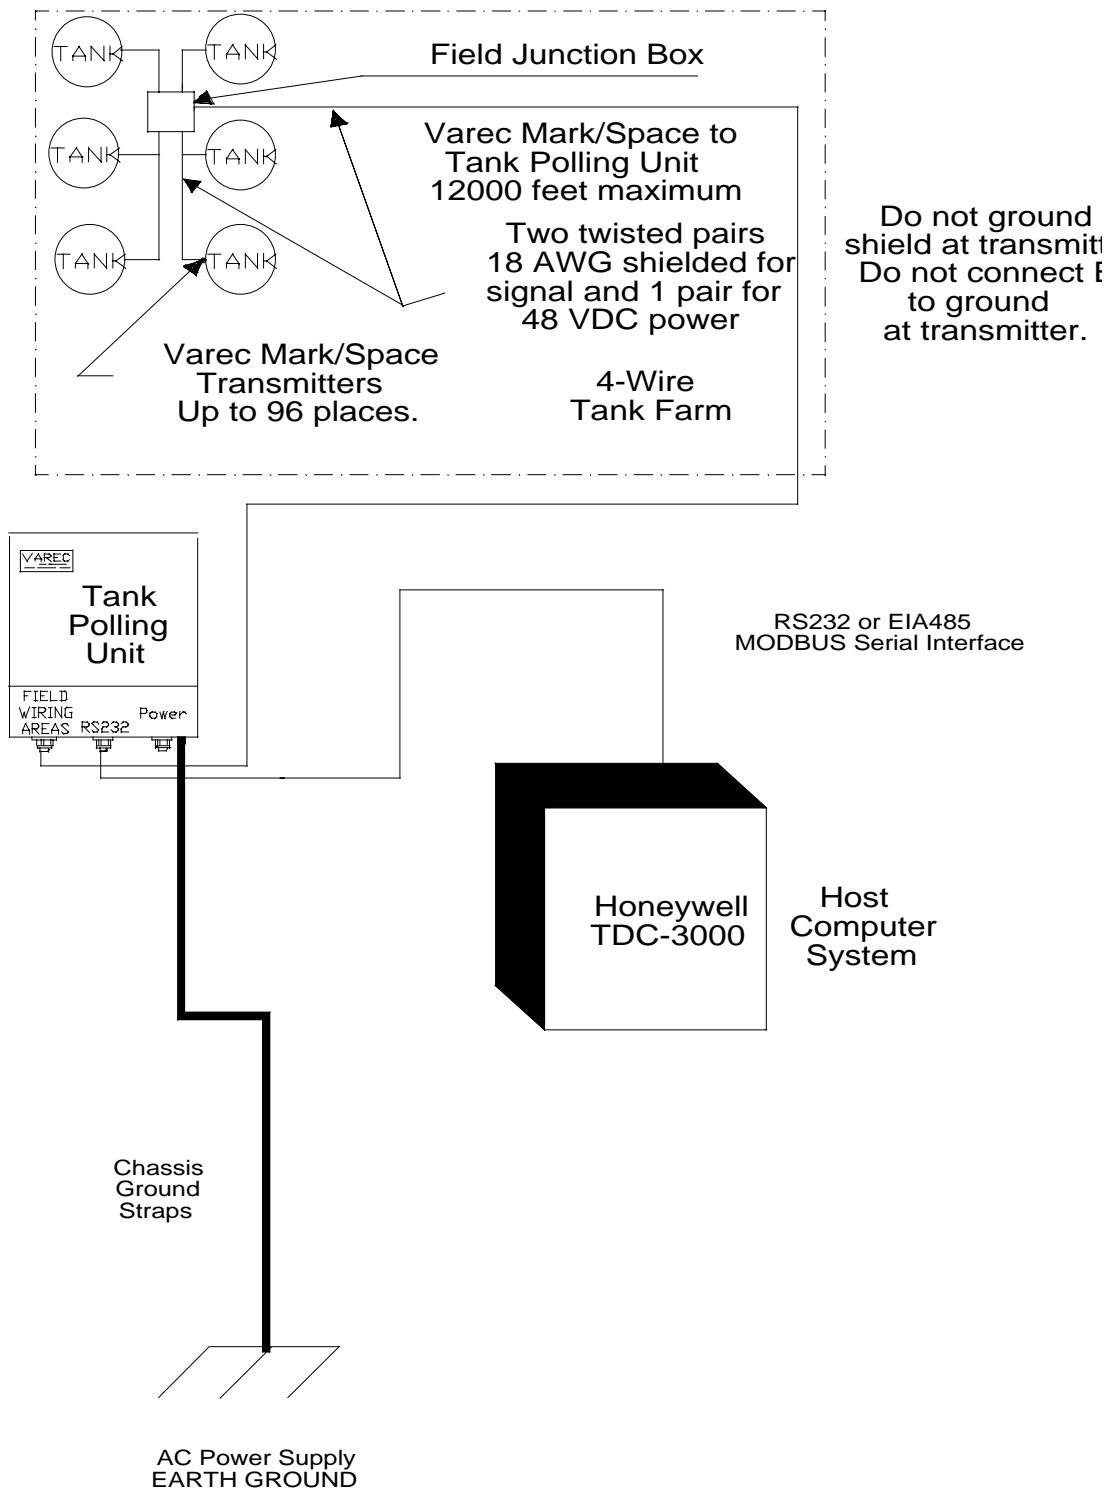 TANK
TANK
Field Junction Box
TANK
TANK
Varec Mark/Space to
Tank Polling Unit
12000 feet maximum
TANK
TANK
Two twisted pairs
18 AWG shielded for
signal and 1 pair for
48 VDC power
Do not ground
shield at
Do not connect
to ground
at transmitter.
Varec Mark/Space
Transmitters
Up to 96 places.
4-Wire
Tank Farm
VAREC
Tank
Polling
Unit
FIELD
WIRING
AREAS
RS232
Power
RS232 or EIA485
MODBUS Serial Interface
Honeywell
TDC-3000
Host
Computer
System
Chassis
Ground
Straps
AC Power Supply
EARTH GROUND